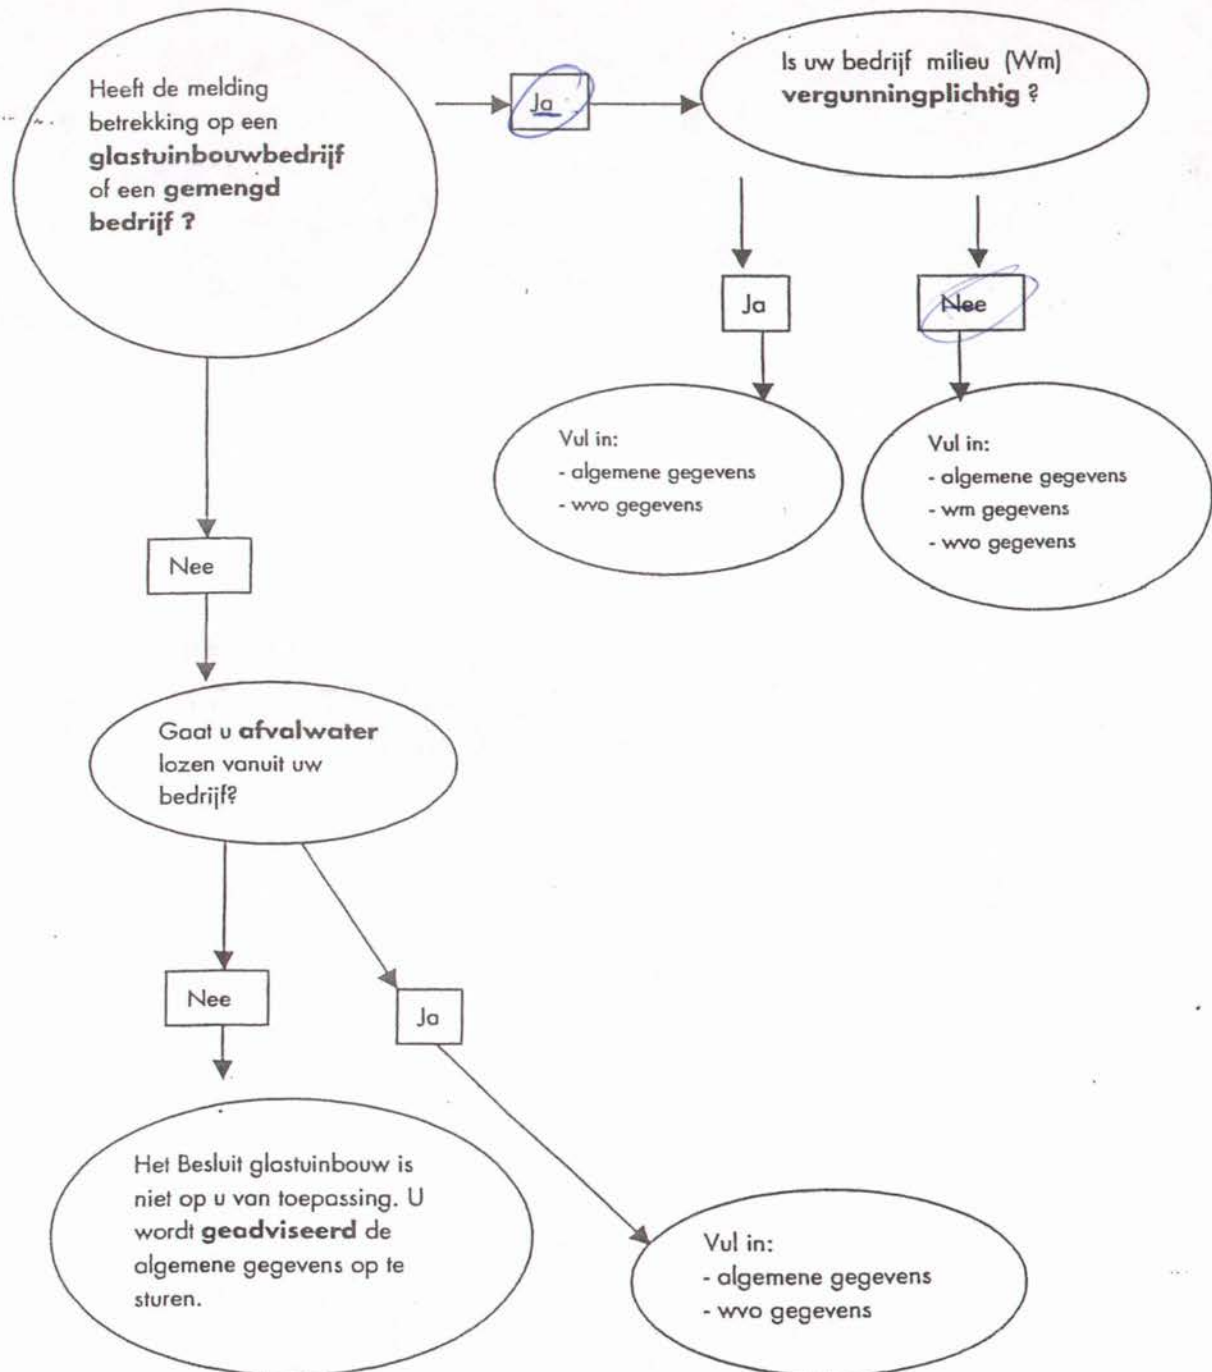 Heeft de melding
betrekking op een
glastuinbouwbedrijf
of een gemengd
bedrijf ?
Ja
Is uw bedrijf milieu (Wm)
vergunningplichtig ?
Ja
Nee
Vul in:
- algemene gegevens
- wvo gegevens
Vul in:
- algemene gegevens
- wm gegevens
- wvo gegevens
Nee
Gaat u afvalwater
lozen vanuit uw
bedrijf?
Nee
Ja
Het Besluit glastuinbouw is
niet op u van toepassing. U
wordt geadviseerd de
algemene gegevens op te
sturen.
Vul in:
- algemene gegevens
- wvo gegevens